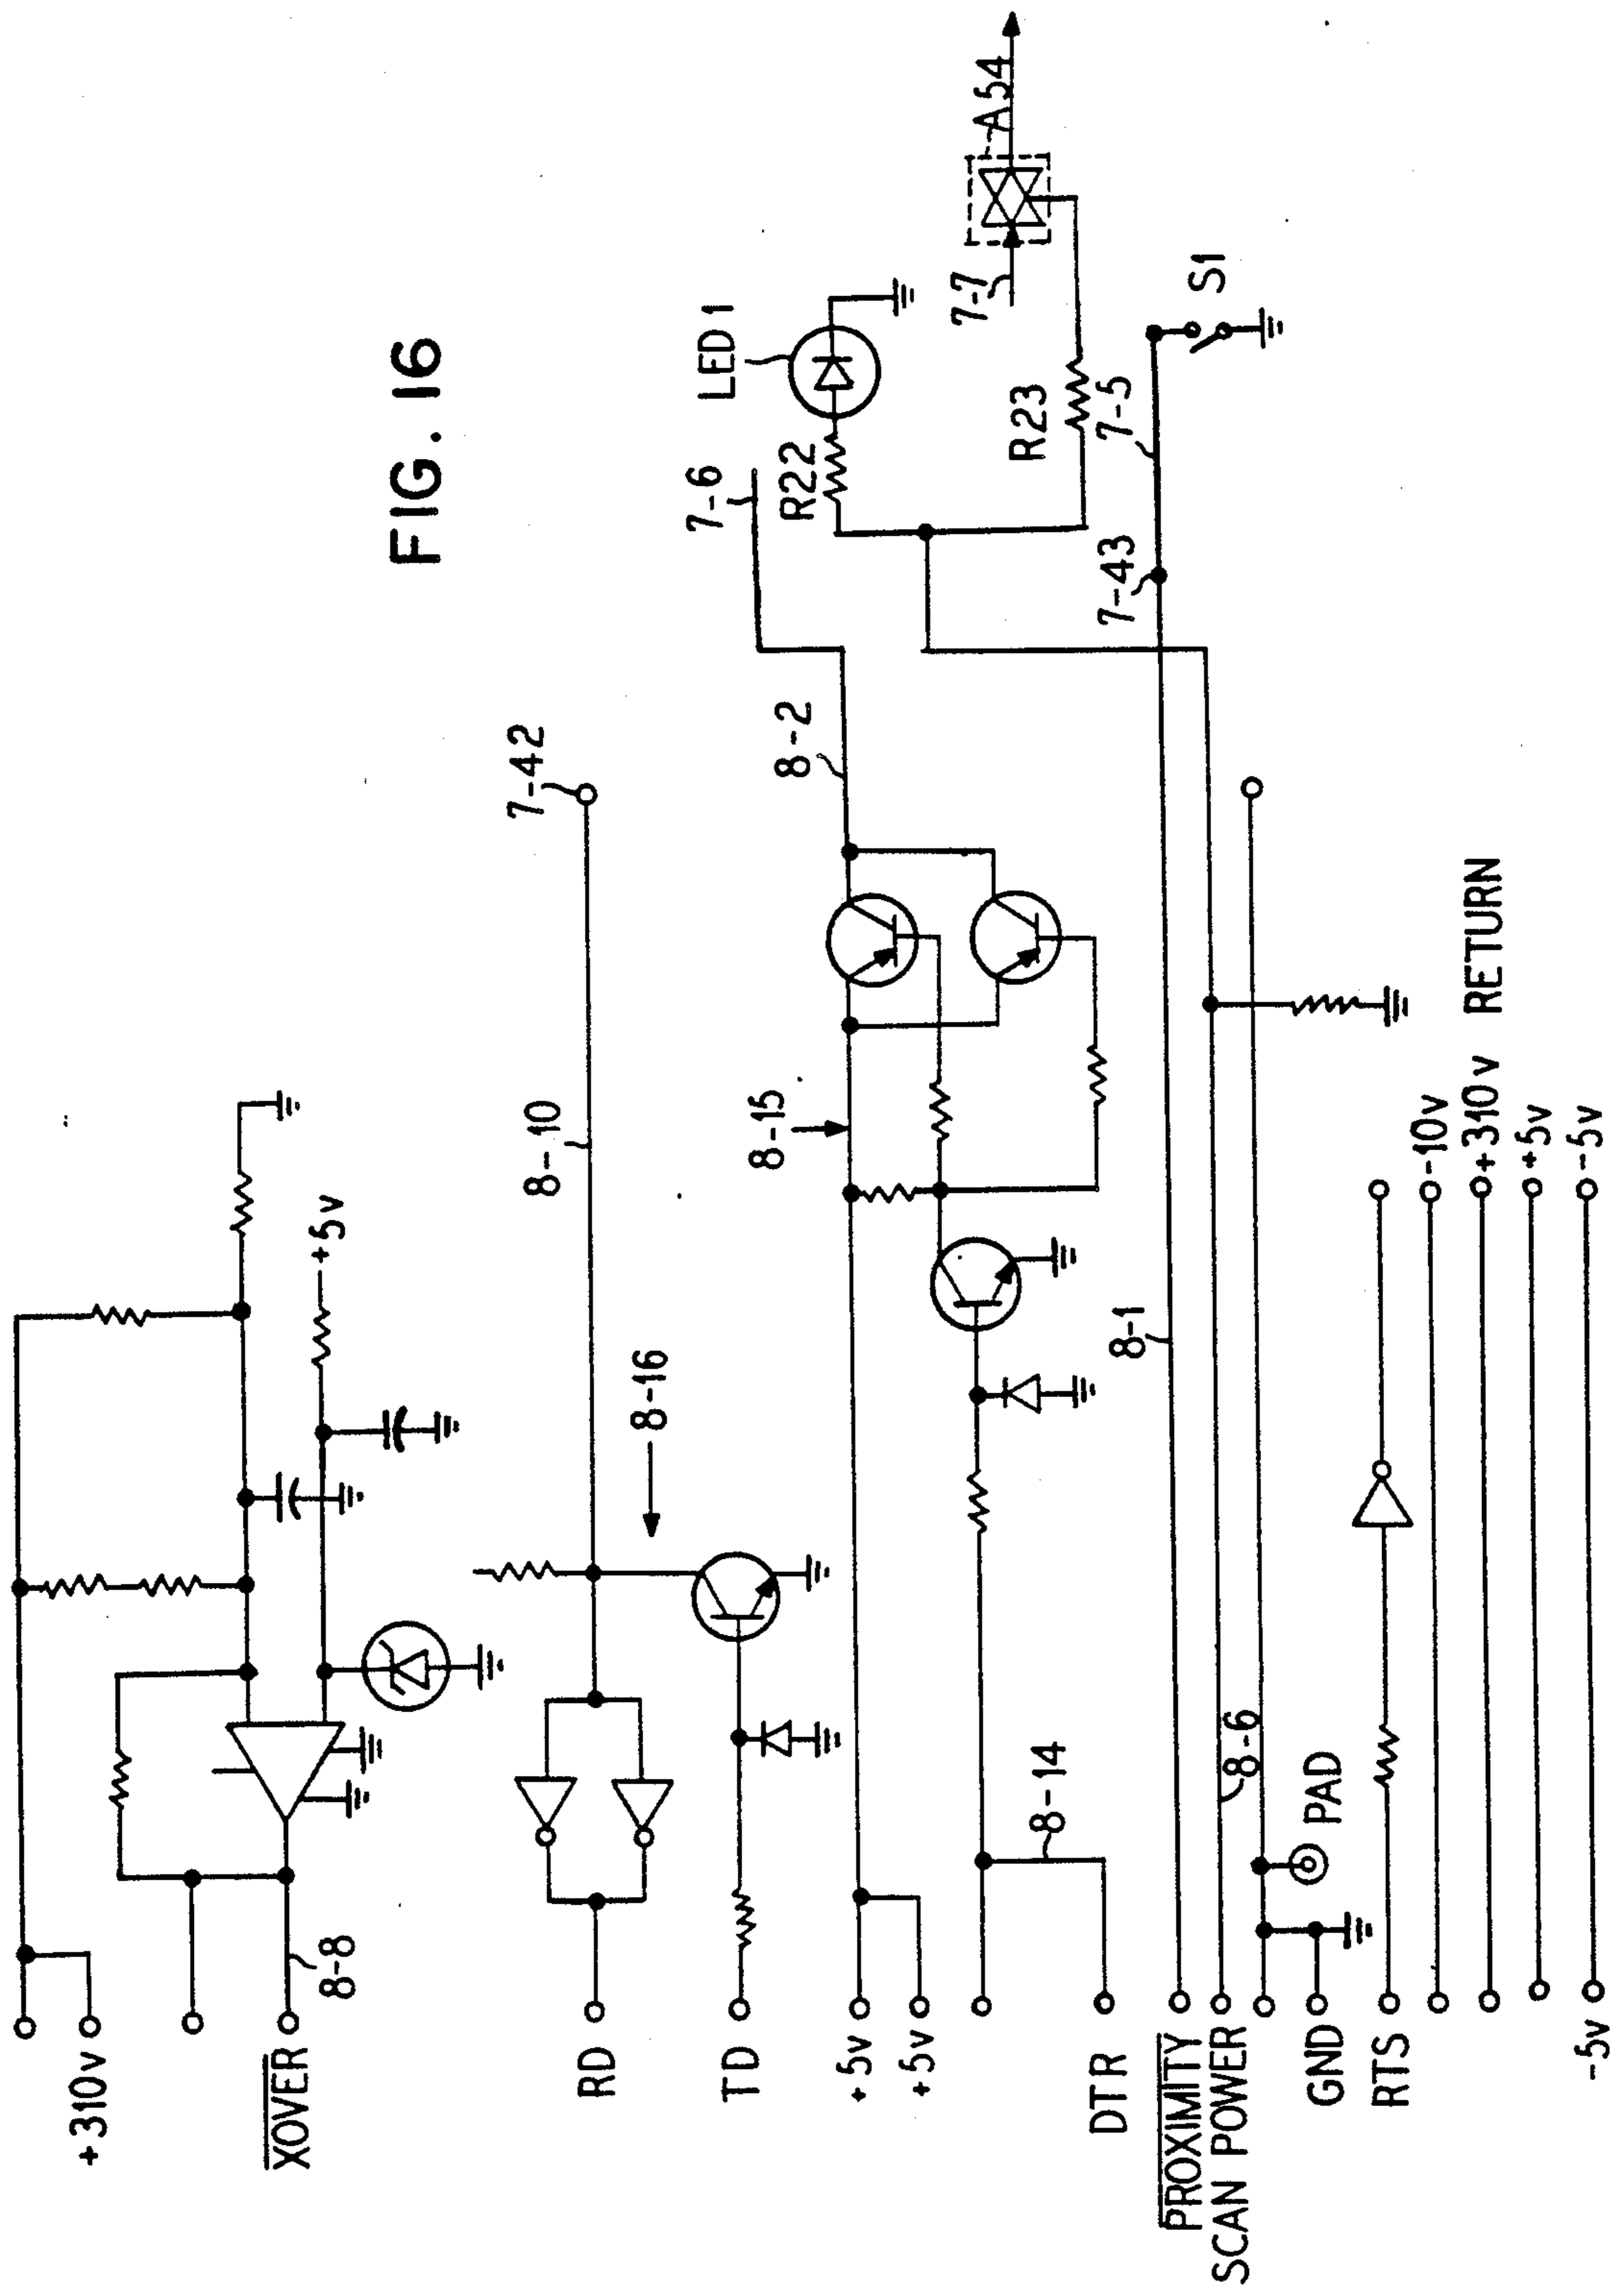 FIG. 16
+310v
XOVER
8-8
+5v
RD
8-10
7-42
8-16
TD
+5v
+5v
8-15
8-2
7-6
R22
LED 1
8-14
DTR
R23
7-7
A54
PROXIMITY
8-1
7-43
7-5
S1
SCAN POWER
8-6
PAD
GND
RTS
-10v
+310v RETURN
+5v
-5v
-5v